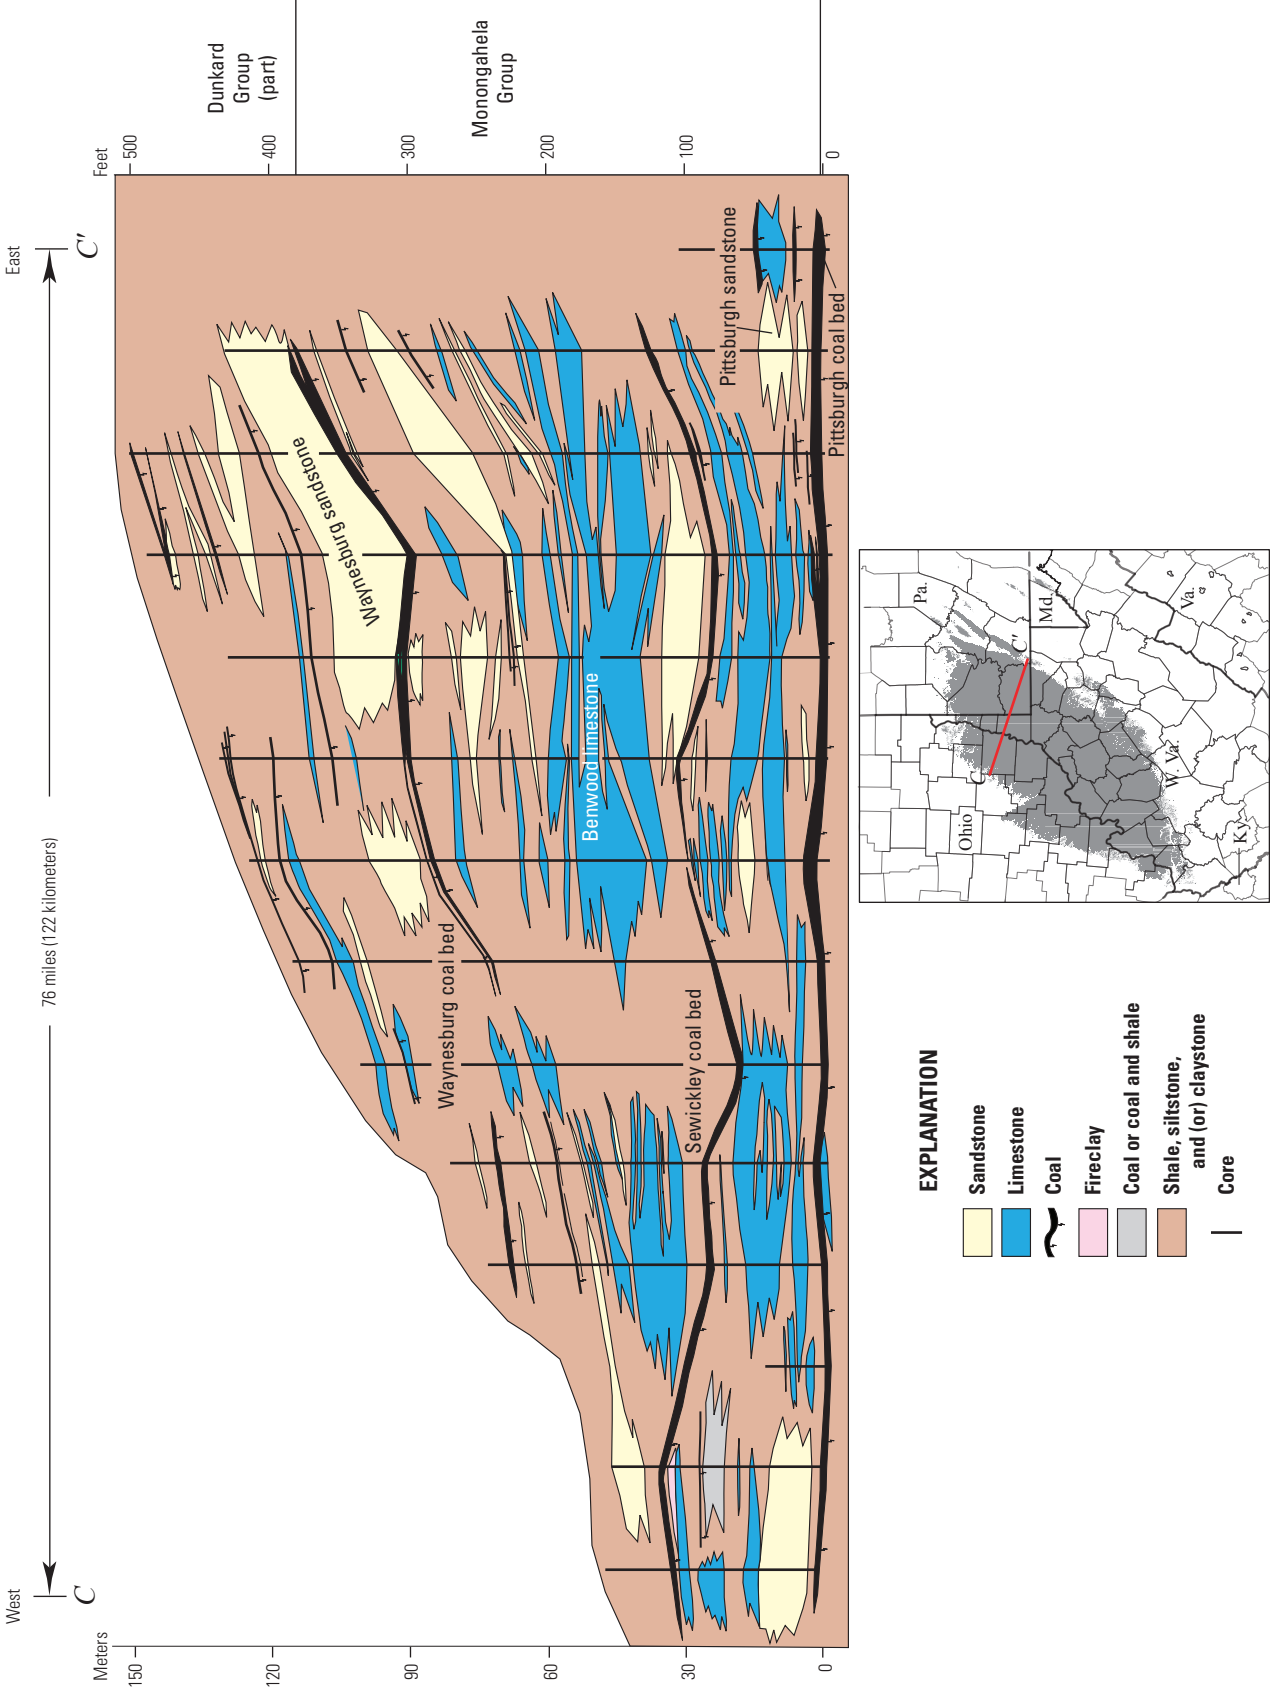 West
East
C
76 miles (122 kilometers)
C'
Meters
150
120
90
60
30
0
Feet
500
400
300
200
100
0
Dunkard
Group
(part)
Monongahela
Group
Waynesburg sandstone
Waynesburg coal bed
Benwood limestone
Sewickley coal bed
Pittsburgh sandstone
Pittsburgh coal bed
EXPLANATION
Sandstone
Limestone
Coal
Fireclay
Coal or coal and shale
Shale, siltstone,
and (or) claystone
Core
Ohio
Pa.
Md.
W. Va.
Va.
Ky.
C
C'